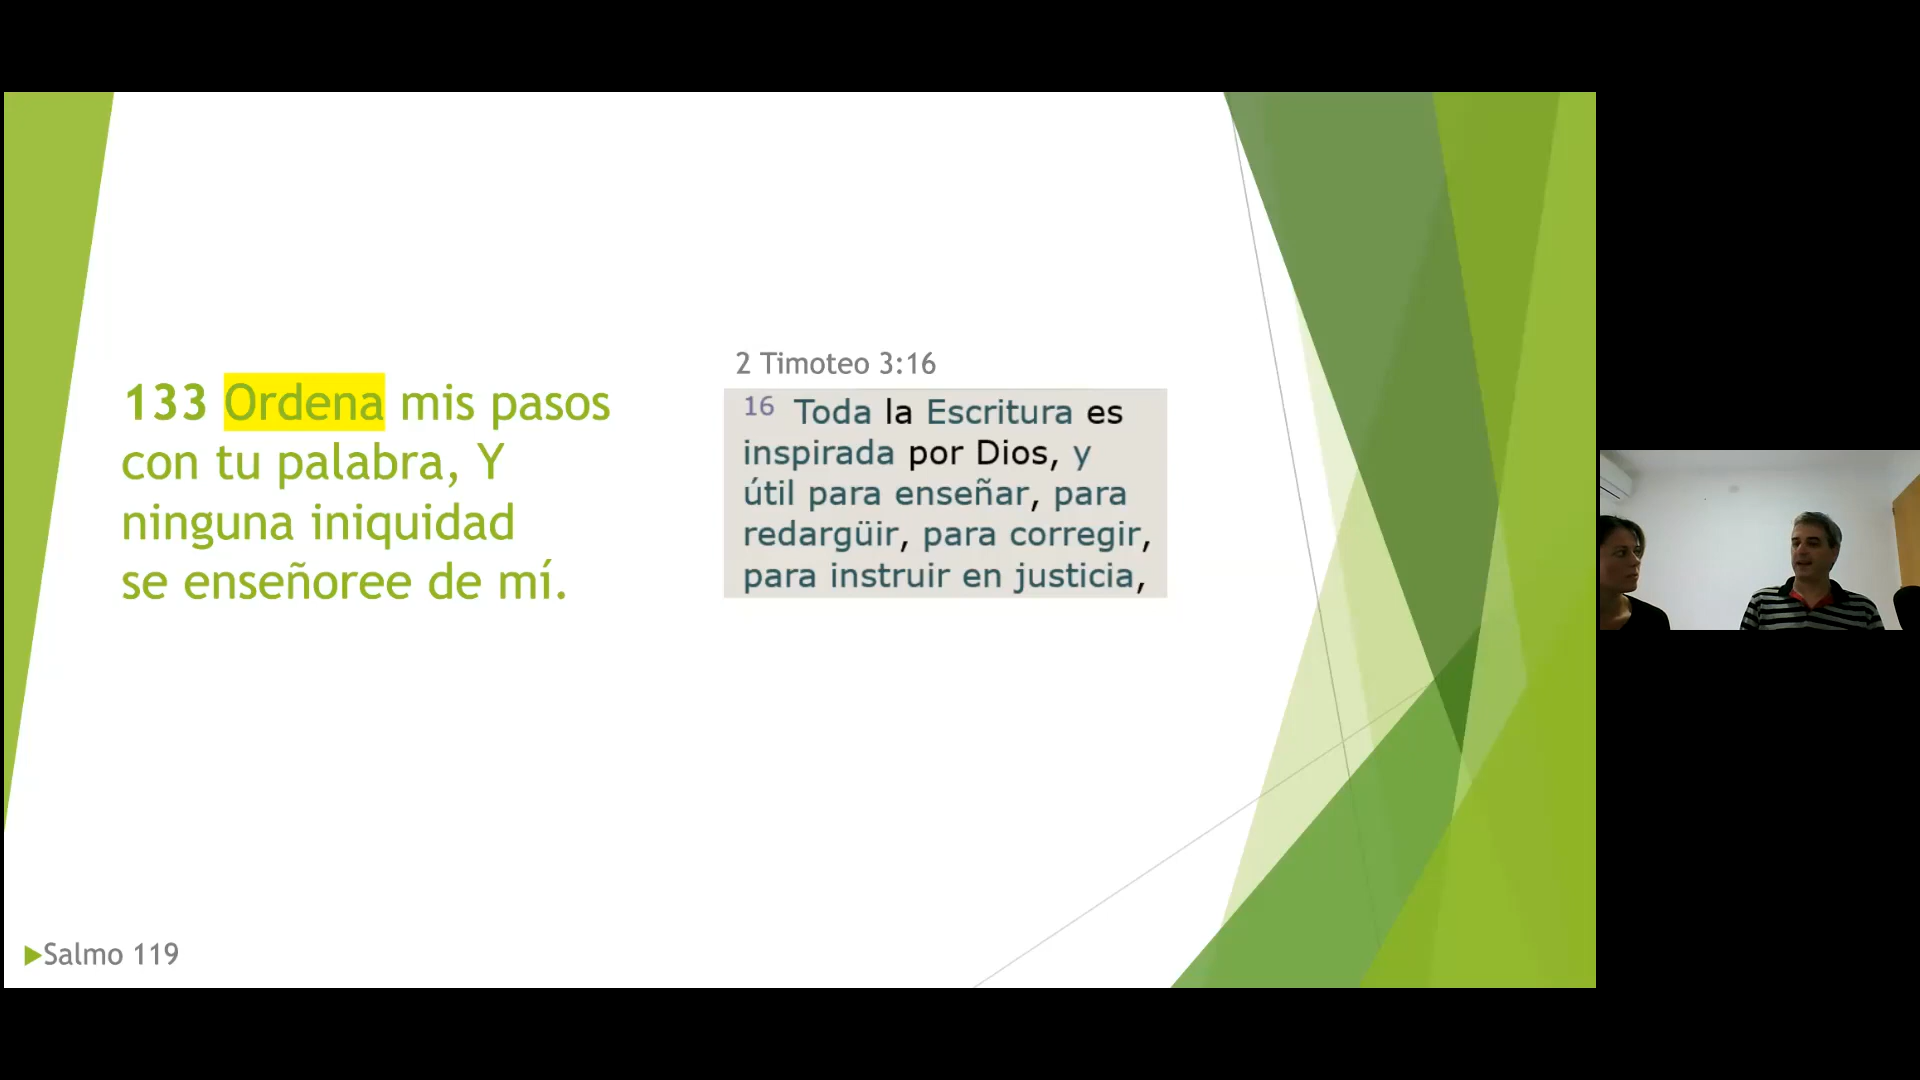 133 Ordena mis pasos
con tu palabra, Y
ninguna iniquidad
se enseñoree de mí.
2 Timoteo 3:16
16 Toda la Escritura es
inspirada por Dios, y
útil para enseñar, para
redargüir, para corregir,
para instruir en justicia,
Salmo 119